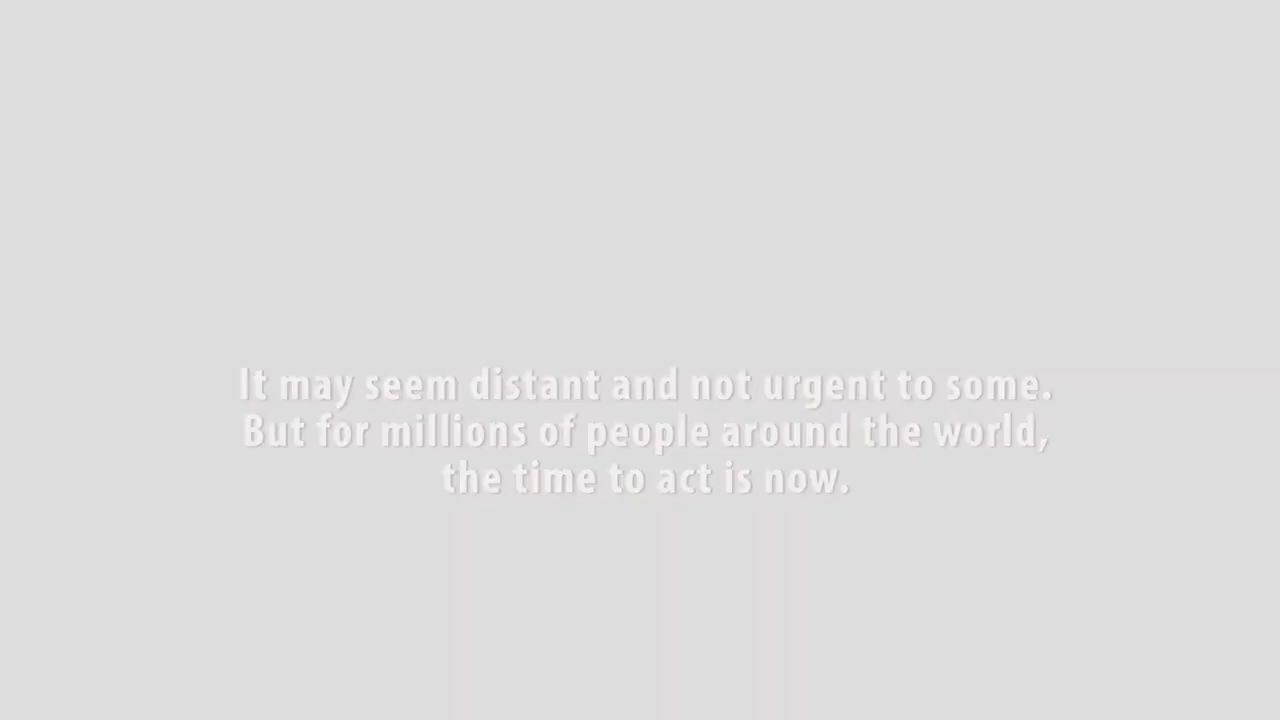 It may seem distant and not urgent to some.
But for millions of people around the world,
the time to act is now.